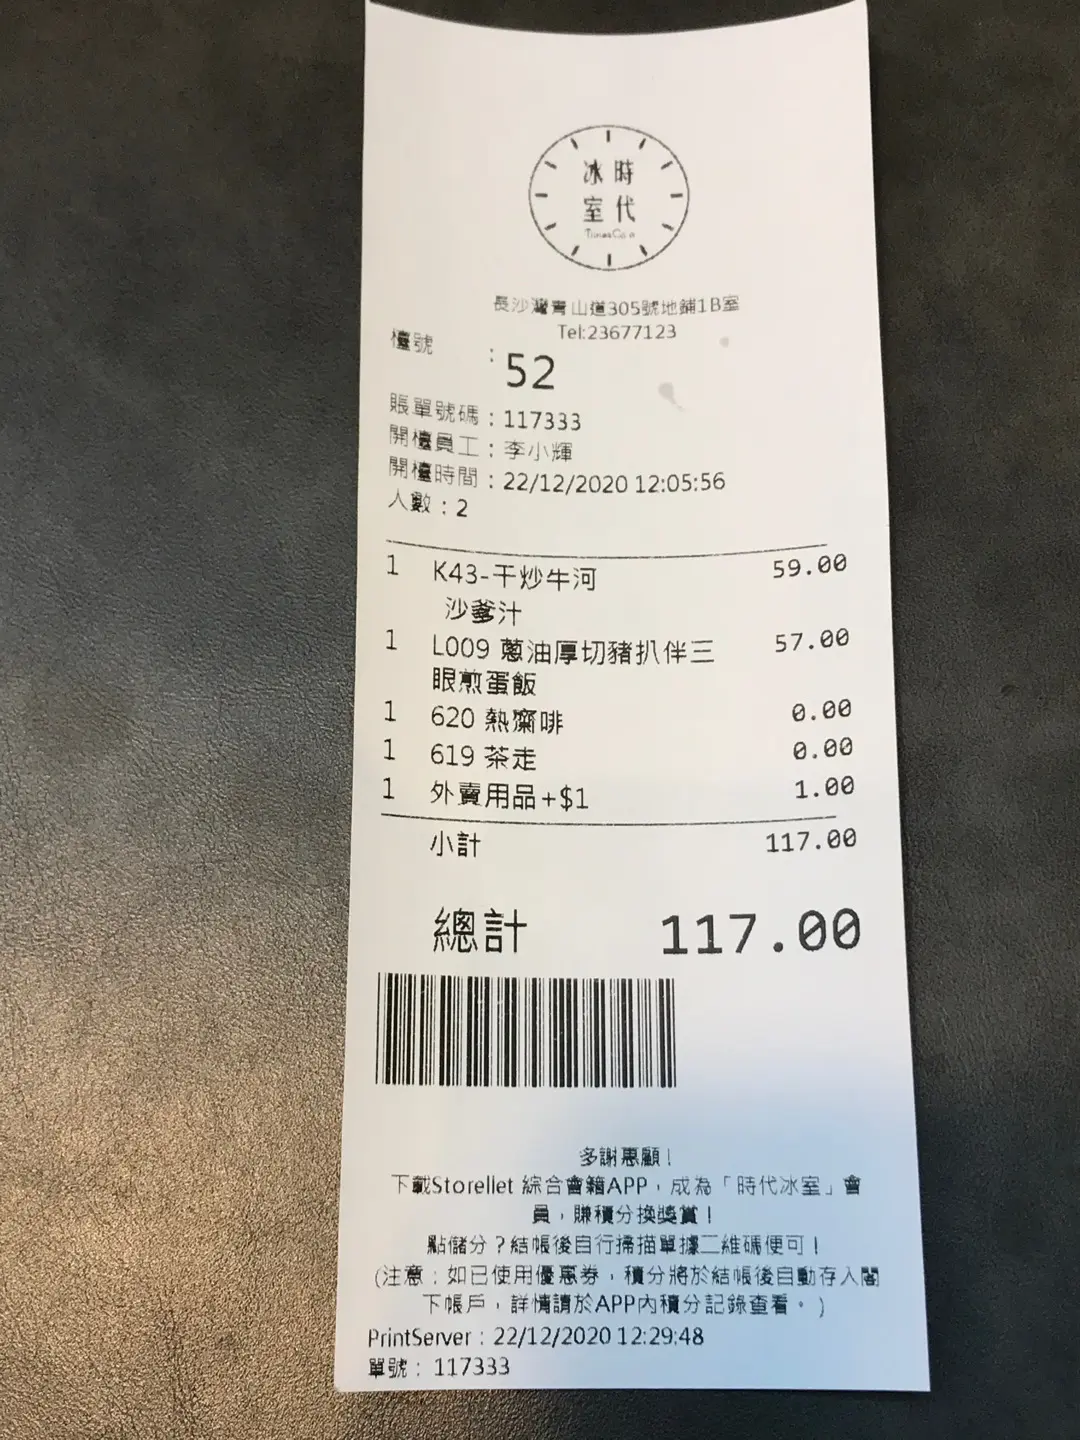 時代
冰室
長沙灣青山道305號地鋪1B室
Tel:23677123
檯號 : 52
賬單號碼 : 117333
開檯員工 : 李小輝
開檯時間 : 22/12/2020 12:05:56
人數 : 2
1 K43-干炒牛河 59.00
沙爹汁
1 L009 蔥油厚切豬扒伴三 57.00
眼煎蛋飯
1 620 熱齋啡 0.00
1 619 茶走 0.00
1 外賣用品+$1 1.00
小計 117.00
總計 117.00
多謝惠顧！
下載Storellet 綜合會籍APP，成為「時代冰室」會
員，賺積分換獎賞！
點儲分？結帳後自行掃描單據二維碼便可！
(注意：如已使用優惠券，積分將於結帳後自動存入閣
下帳戶，詳情請於APP內積分記錄查看。)
PrintServer : 22/12/2020 12:29:48
單號 : 117333